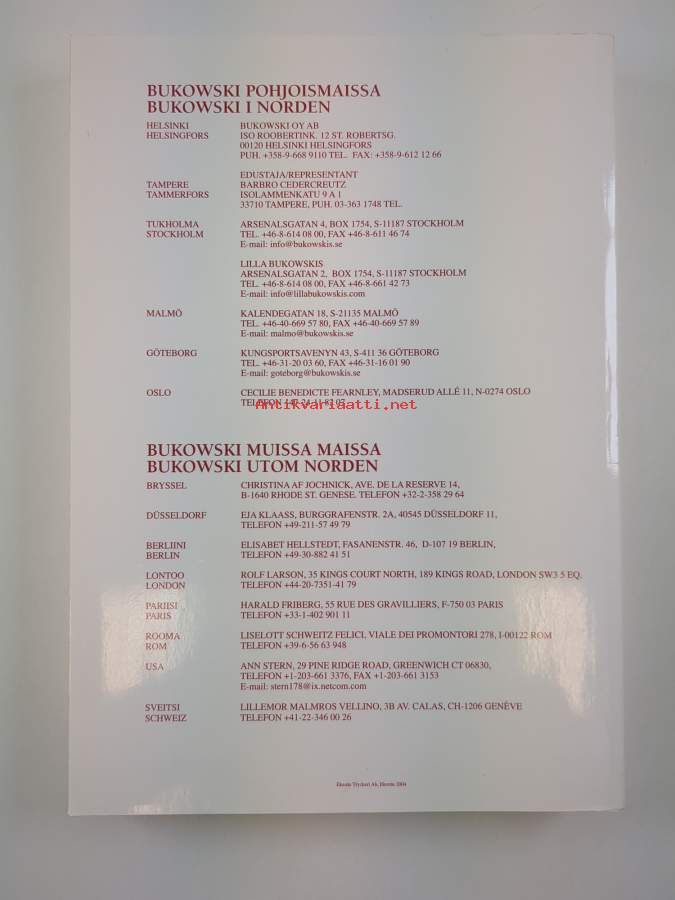 BUKOWSKI POHJOISMAISSA
BUKOWSKI I NORDEN
HELSINKI BUKOWSKI OY AB
HELSINGFORS ISO ROOBERTINK. 12 ST. ROBERTSG.
00120 HELSINKI HELSINGFORS
PUH. +358-9-668 9110 TEL. FAX: +358-9-612 12 66
EDUSTAJA/REPRESENTANT
TAMPERE BARBRO CEDERCREUTZ
TAMMERFORS ISOLAMMENKATU 9 A 1
33710 TAMPERE, PUH. 03-363 1748 TEL.
TUKHOLMA ARSENALSGATAN 4, BOX 1754, S-11187 STOCKHOLM
STOCKHOLM TEL. +46-8-614 08 00, FAX +46-8-611 46 74
E-mail: info@bukowskis.se
LILLA BUKOWSKIS
ARSENALSGATAN 2, BOX 1754, S-11187 STOCKHOLM
TEL. +46-8-614 08 00, FAX +46-8-661 42 73
E-mail: info@lillabukowskis.com
MALMÖ KALENDEGATAN 18, S-21135 MALMÖ
TEL. +46-40-669 57 80, FAX +46-40-669 57 89
E-mail: malmo@bukowskis.se
GÖTEBORG KUNGSPORTSAVENYN 43, S-411 36 GÖTEBORG
TEL. +46-31-20 03 60, FAX +46-31-16 01 90
E-mail: goteborg@bukowskis.se
OSLO CECILIE BENEDICTE FEARNLEY, MADSERUD ALLÉ 11, N-0274 OSLO
TELEFON
Antikvariaatti.net
BUKOWSKI MUISSA MAISSA
BUKOWSKI UTOM NORDEN
BRYSSEL CHRISTINA AF JOCHNICK, AVE. DE LA RESERVE 14,
B-1640 RHODE ST. GENESE. TELEFON +32-2-358 29 64
DÜSSELDORF EJA KLAASS, BURGGRAFENSTR. 2A, 40545 DÜSSELDORF 11,
TELEFON +49-211-57 49 79
BERLIINI ELISABET HELLSTEDT, FASANENSTR. 46, D-107 19 BERLIN,
BERLIN TELEFON +49-30-882 41 51
LONTOO ROLF LARSON, 35 KINGS COURT NORTH, 189 KINGS ROAD, LONDON SW3 5 EQ.
LONDON TELEFON +44-20-7351-41 79
PARIISI HARALD FRIBERG, 55 RUE DES GRAVILLIERS, F-750 03 PARIS
PARIS TELEFON +33-1-402 901 11
ROOMA LISELOTT SCHWEITZ FELICI, VIALE DEI PROMONTORI 278, I-00122 ROM
ROM TELEFON +39-6-56 63 948
USA ANN STERN, 29 PINE RIDGE ROAD, GREENWICH CT 06830,
TELEFON +1-203-661 3376, FAX +1-203-661 3153
E-mail: stern178@ix.netcom.com
SVEITSI LILLEMOR MALMROS VELLINO, 3B AV. CALAS, CH-1206 GENÈVE
SCHWEIZ TELEFON +41-22-346 00 26
Ekenäs Tryckeri Ab, Ekenäs 2004